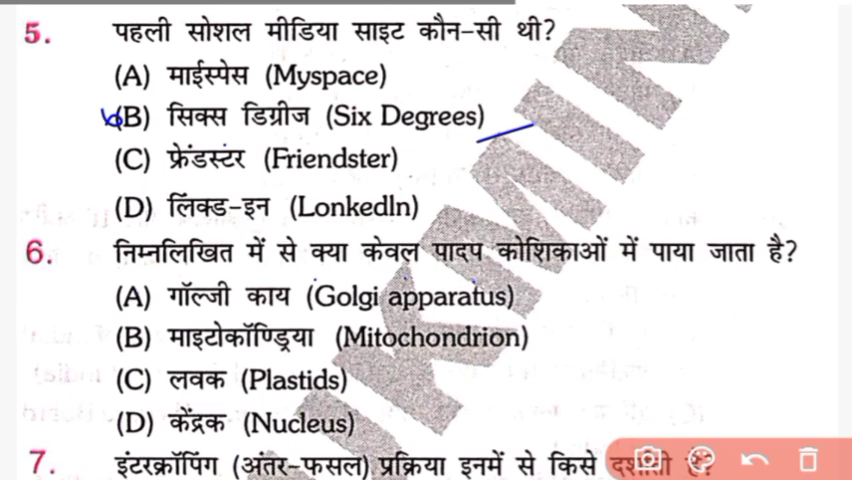 5. पहली सोशल मीडिया साइट कौन-सी थी?
(A) माईस्पेस (Myspace)
(B) सिक्स डिग्रीज (Six Degrees)
(C) फ्रेंडस्टर (Friendster)
(D) लिंक्ड-इन (Lonkedln)
6. निम्नलिखित में से क्या केवल पादप कोशिकाओं में पाया जाता है?
(A) गॉल्जी काय (Golgi apparatus)
(B) माइटोकॉण्ड्रिया (Mitochondrion)
(C) लवक (Plastids)
(D) केंद्रक (Nucleus)
7. इंटरक्रॉपिंग (अंतर-फसल) प्रक्रिया इनमें से किसे दर्शाती है?